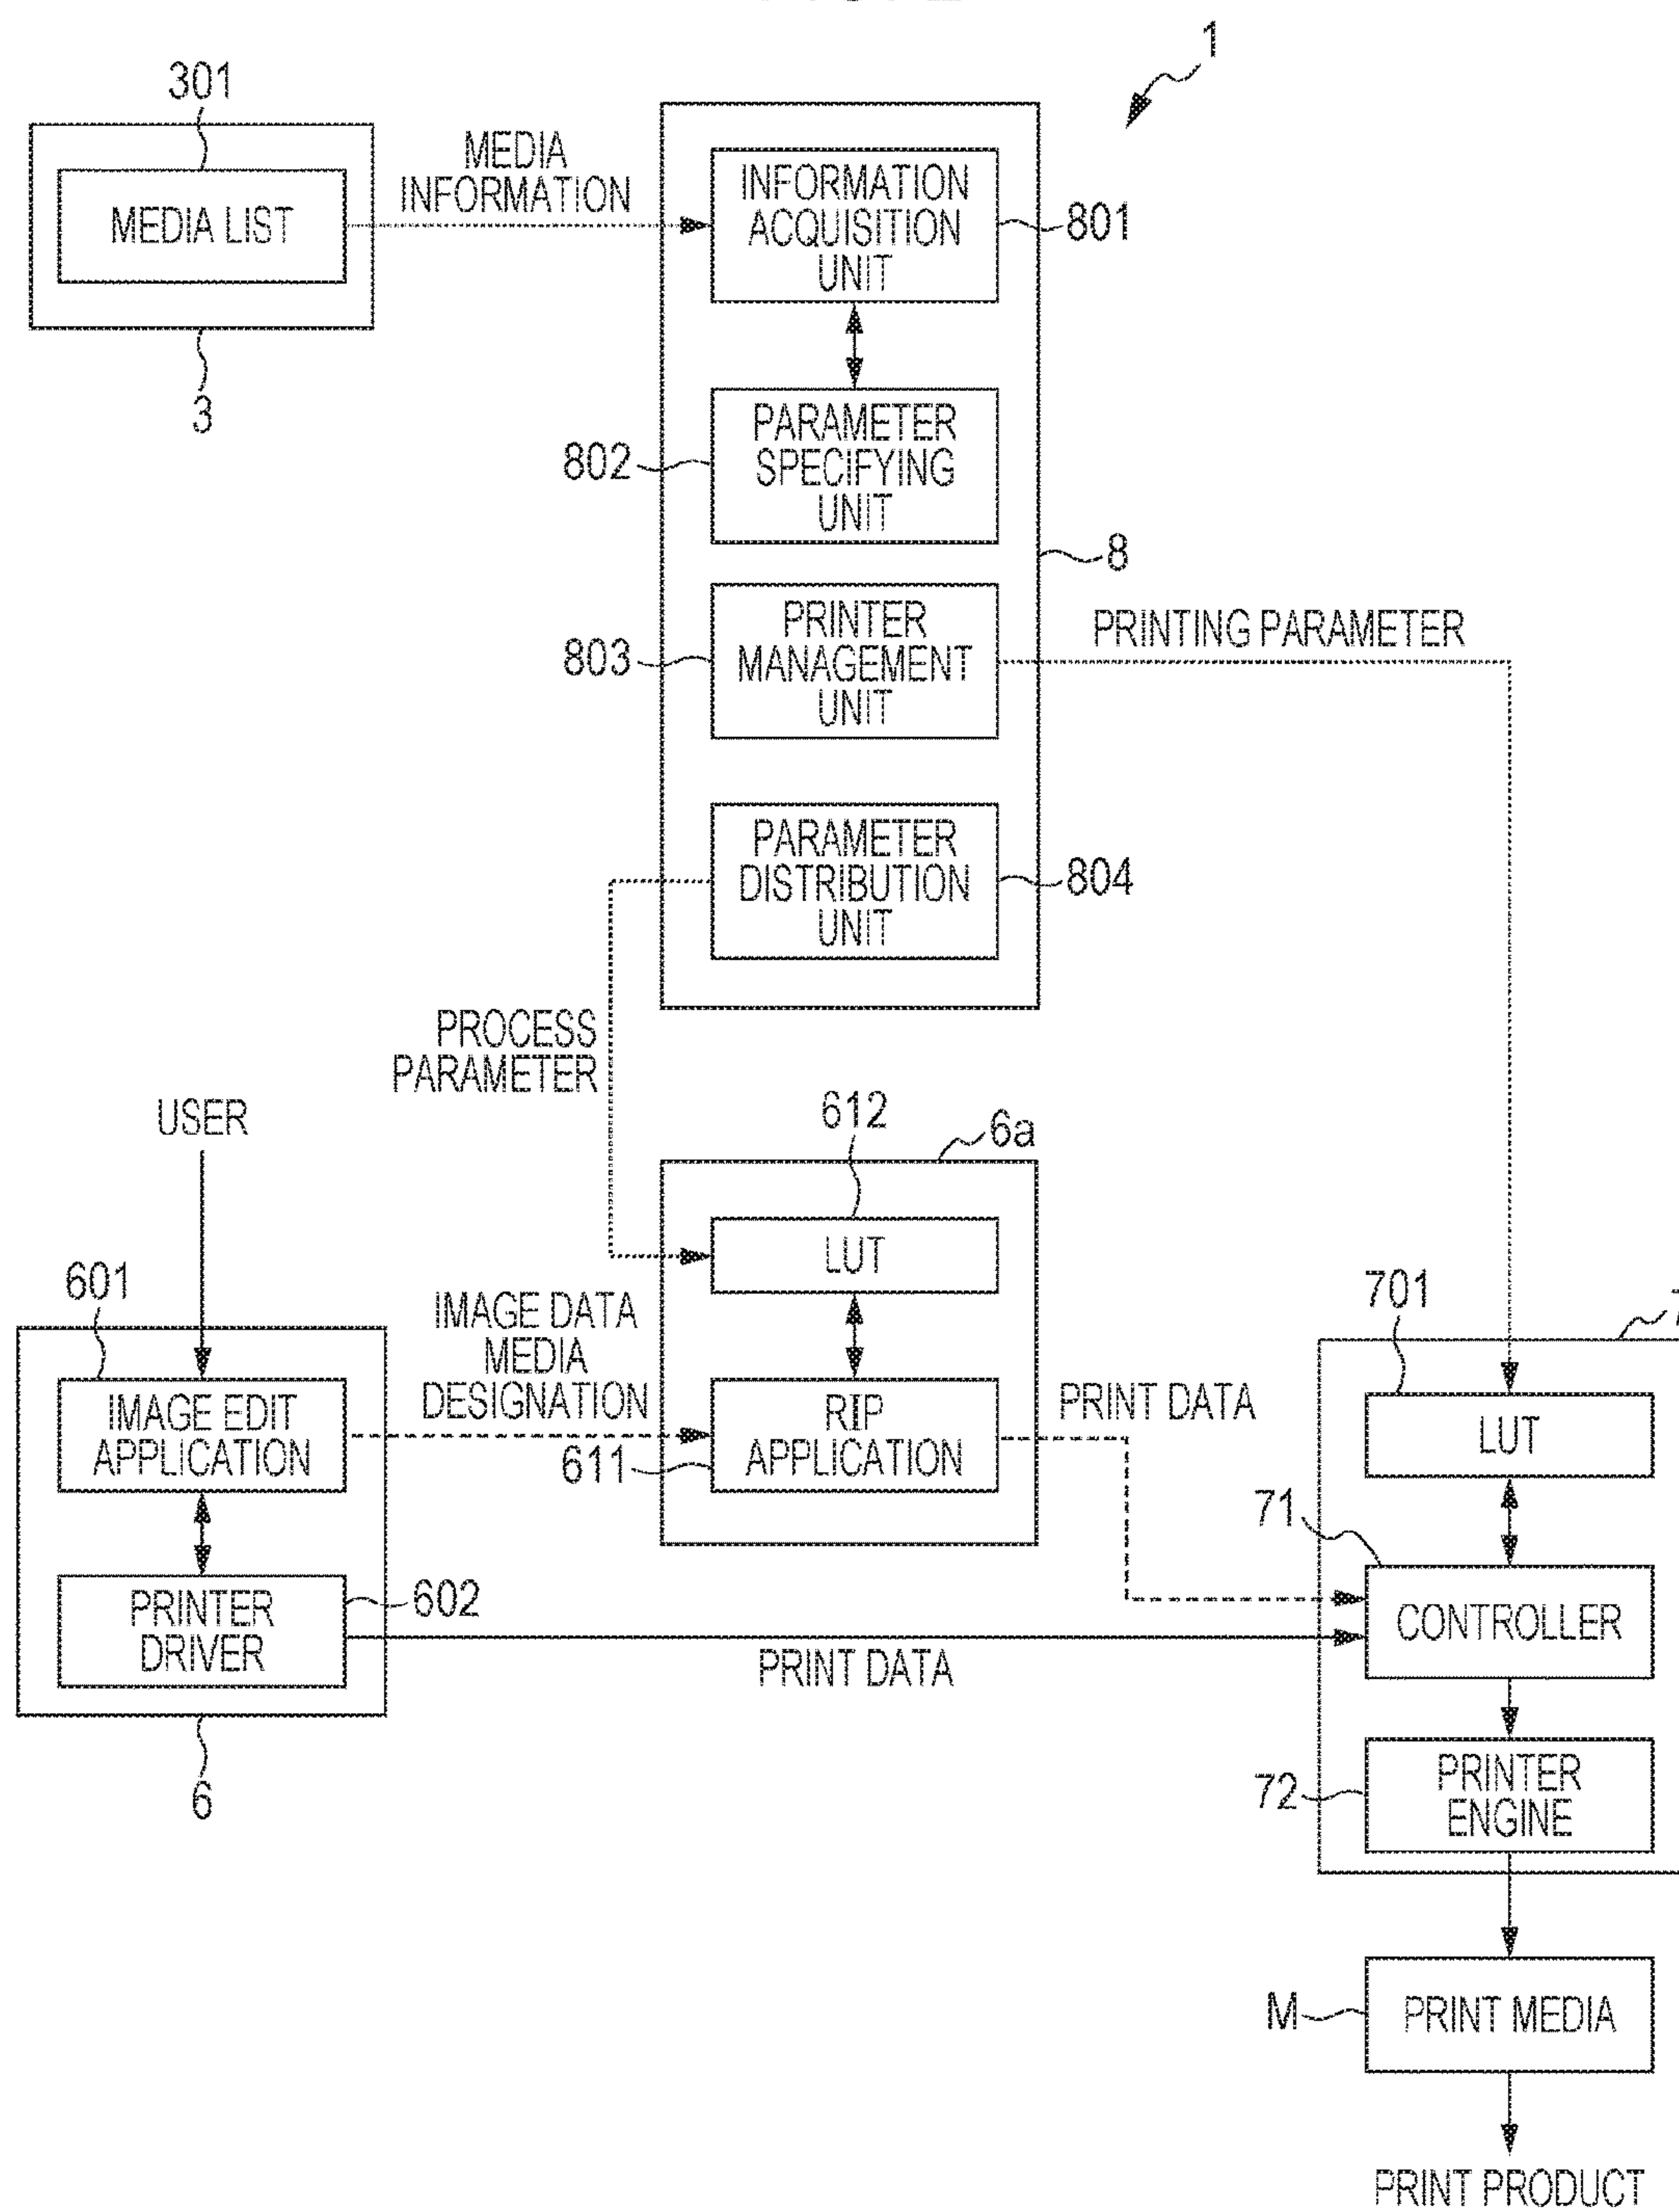 1
301
MEDIA LIST
3
MEDIA
INFORMATION
INFORMATION
ACQUISITION
UNIT
801
802
PARAMETER
SPECIFYING
UNIT
8
803
PRINTER
MANAGEMENT
UNIT
PRINTING PARAMETER
PARAMETER
DISTRIBUTION
UNIT
804
PROCESS
PARAMETER
USER
612
6a
LUT
601
IMAGE EDIT
APPLICATION
IMAGE DATA
MEDIA
DESIGNATION
611
RIP
APPLICATION
PRINT DATA
701
7
LUT
71
CONTROLLER
PRINTER
DRIVER
602
PRINT DATA
6
72
PRINTER
ENGINE
M
PRINT MEDIA
PRINT PRODUCT